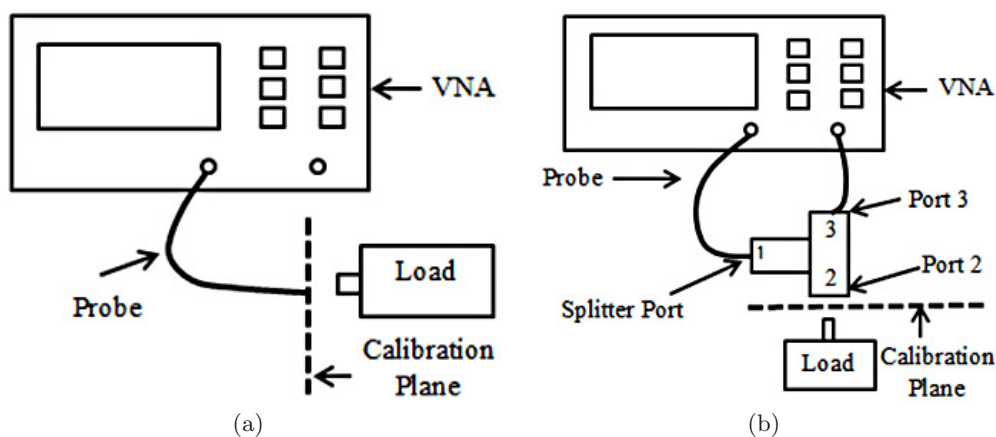 VNA
Probe
Load
Calibration
Plane
(a)
VNA
Probe
Port 3
3
1
2
Port 2
Splitter Port
Load
Calibration
Plane
(b)